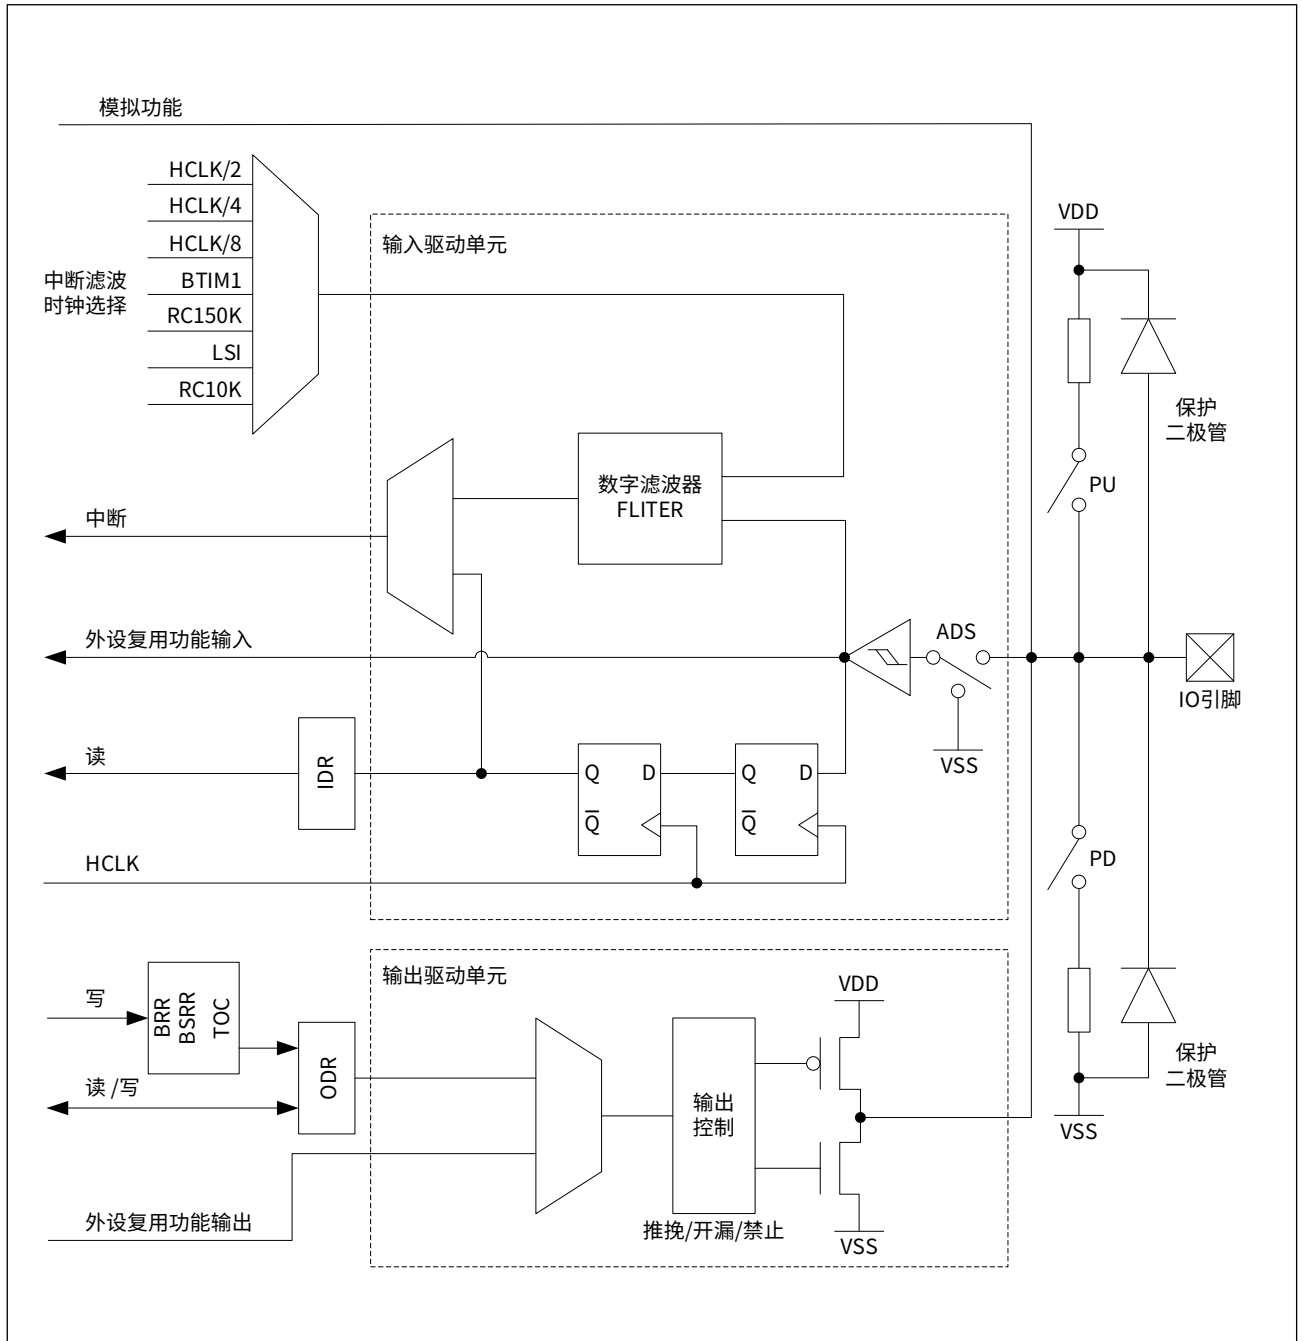 模拟功能
HCLK/2
HCLK/4
HCLK/8
BTIM1
RC150K
LSI
RC10K
中断滤波
时钟选择
输入驱动单元
VDD
保护
二极管
PU
数字滤波器
FLITER
中断
外设复用功能输入
ADS
IO引脚
VSS
读
IDR
Q D
Q
Q D
Q
HCLK
PD
输出驱动单元
写
BRR
BSRR
TOC
读 /写
ODR
VDD
输出
控制
保护
二极管
VSS
外设复用功能输出
推挽/开漏/禁止
VSS